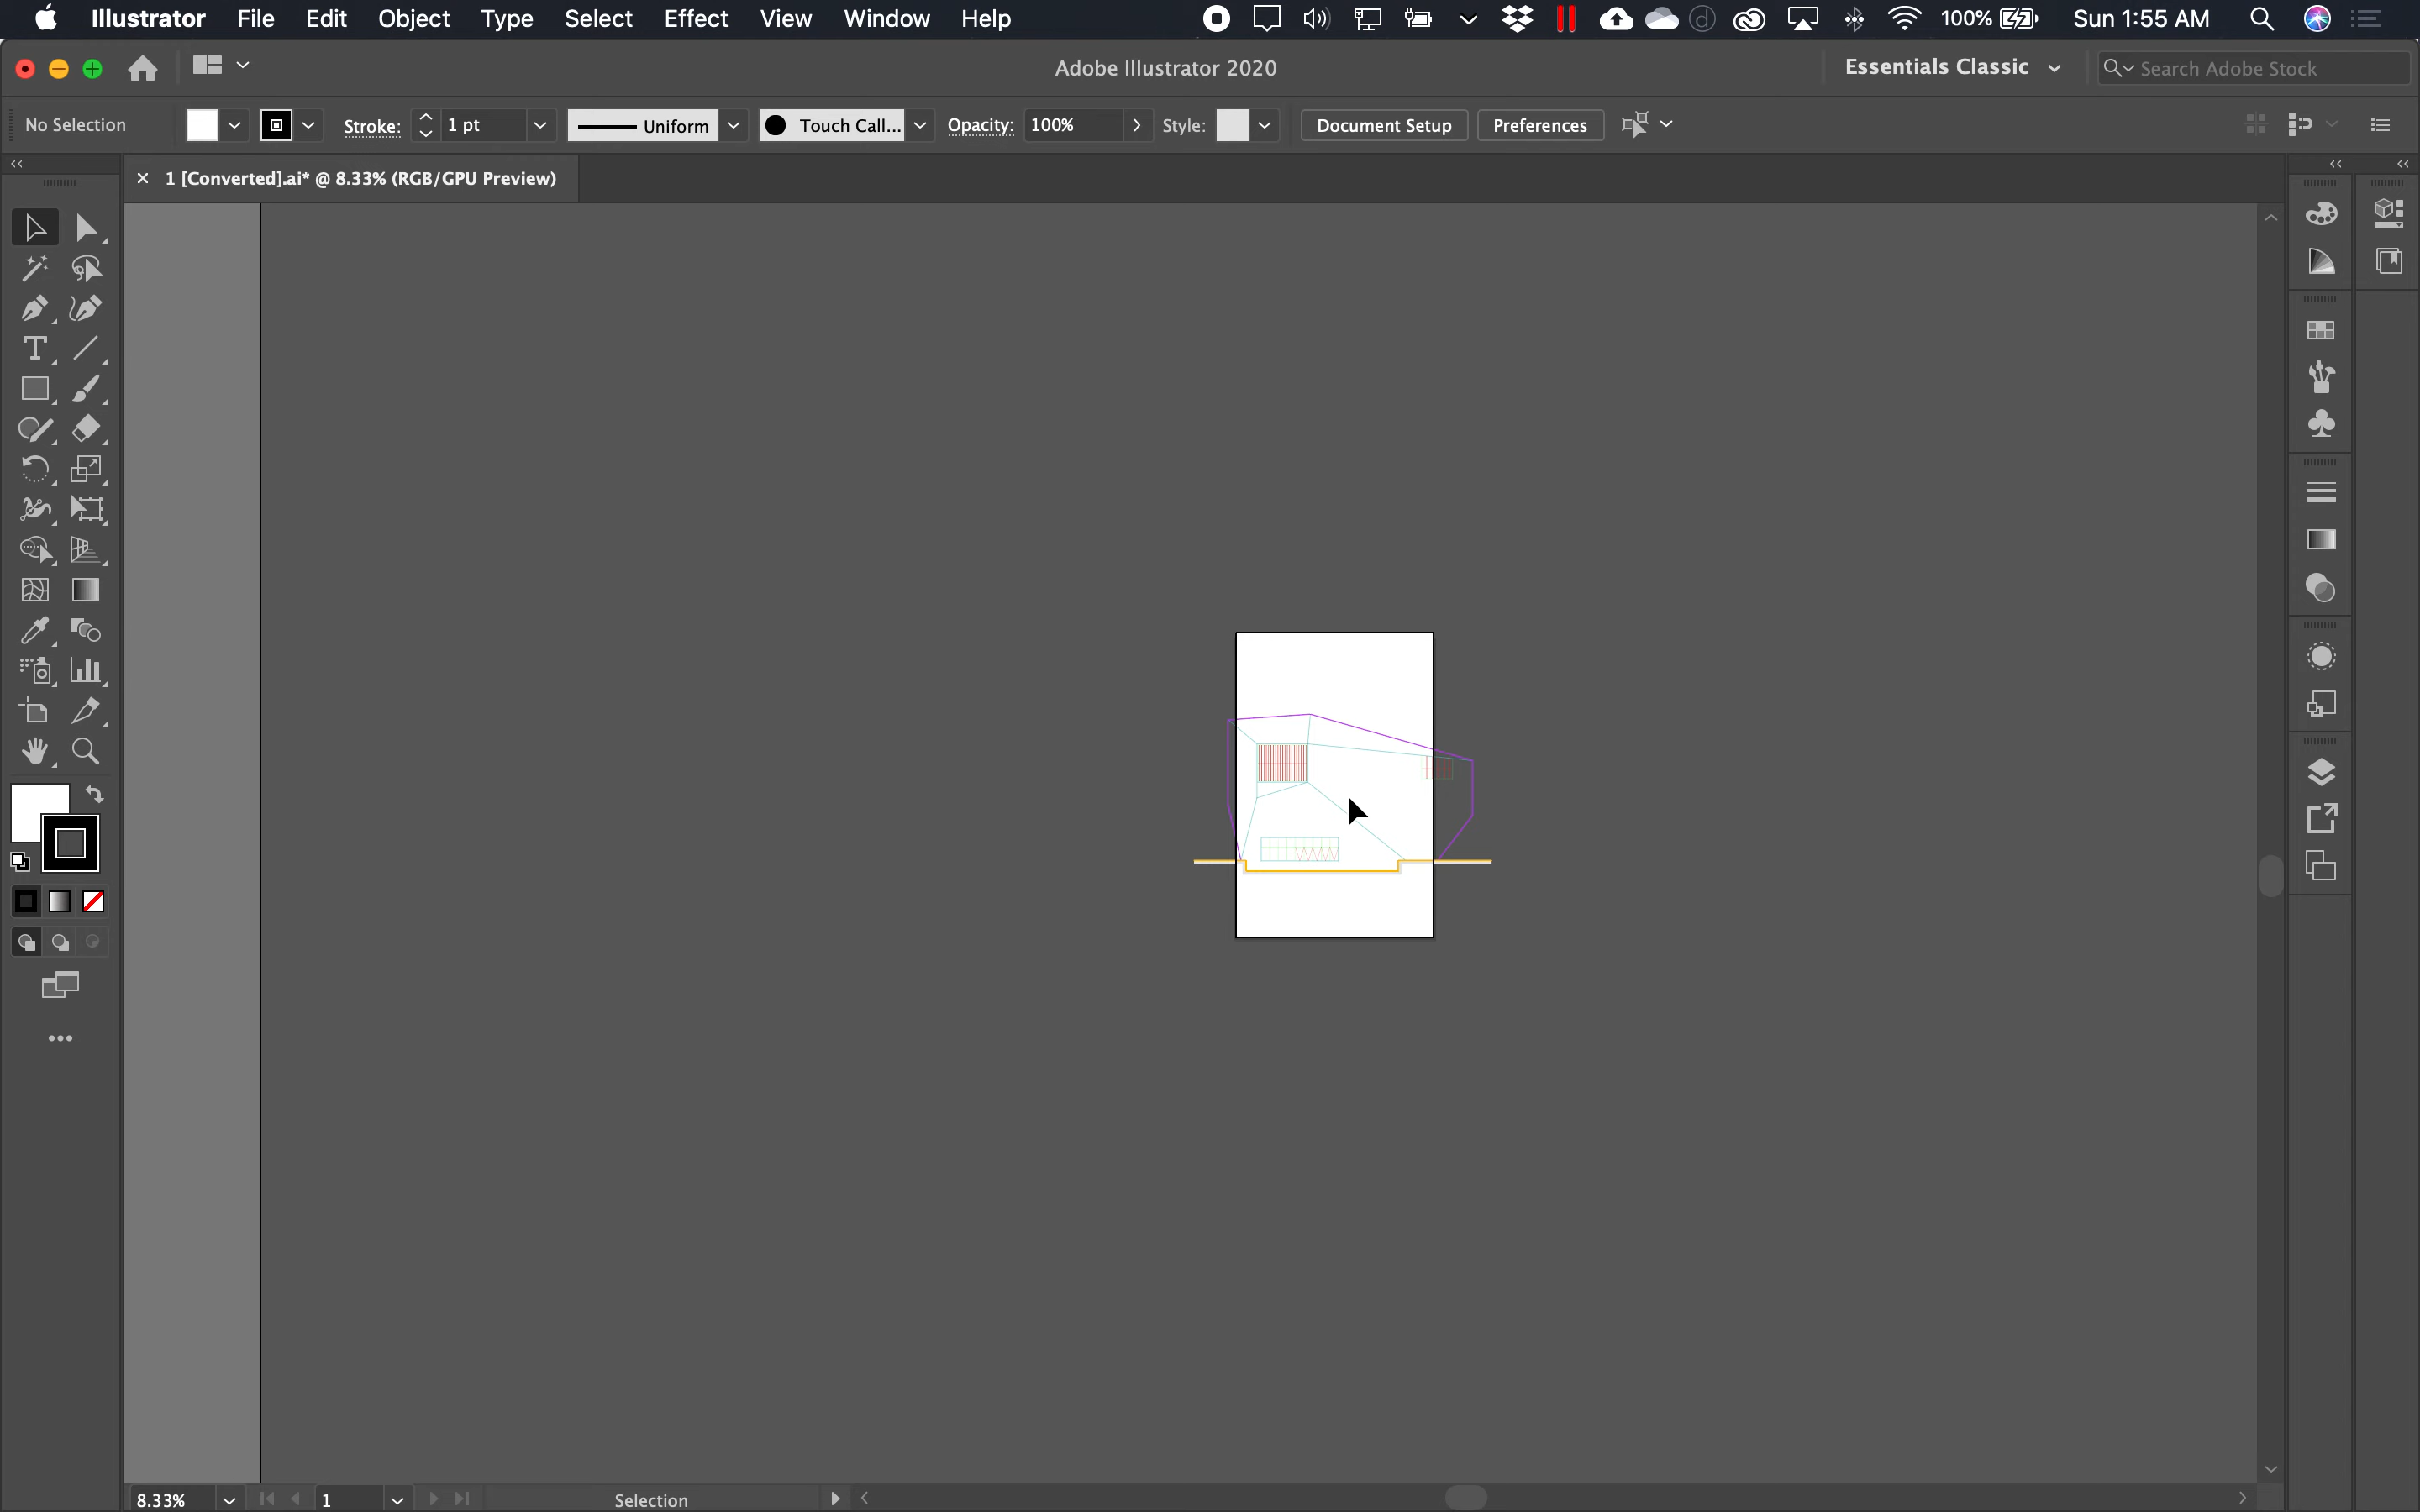 Illustrator File Edit Object Type Select Effect View Window Help 100% Sun 1:55 AM
Adobe Illustrator 2020 Essentials Classic Search Adobe Stock
No Selection Stroke: 1 pt Uniform Touch Call... Opacity: 100% Style: Document Setup Preferences
1 [Converted].ai* @ 8.33% (RGB/GPU Preview)
8.33% 1 Selection